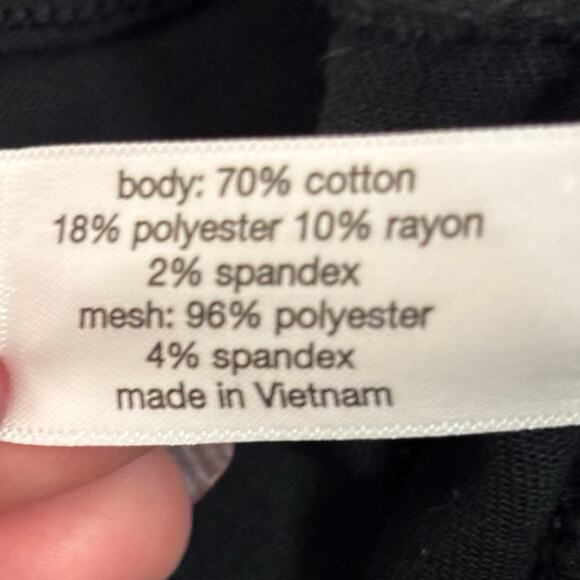 body: 70% cotton
18% polyester 10% rayon
2% spandex
mesh: 96% polyester
4% spandex
made in Vietnam